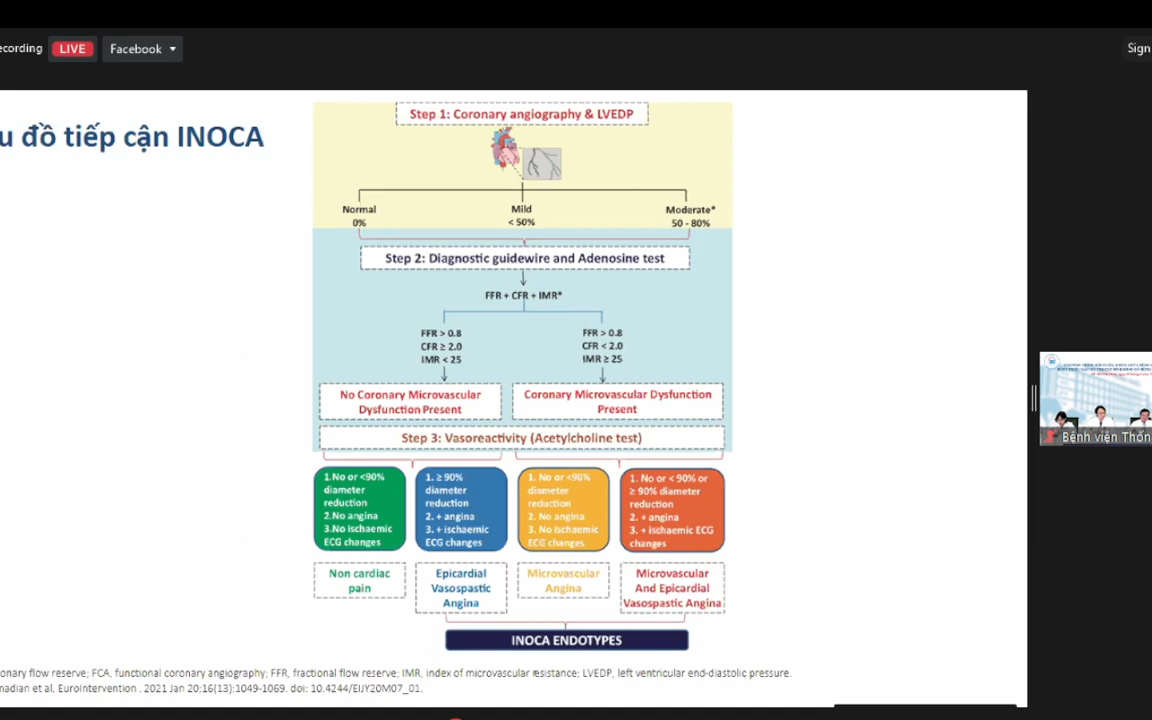 ecording LIVE Facebook
Sign
u đồ tiếp cận INOCA
Step 1: Coronary angiography & LVEDP
Normal
0%
Mild
< 50%
Moderate*
50 - 80%
Step 2: Diagnostic guidewire and Adenosine test
FFR + CFR + IMR*
FFR > 0.8
CFR ≥ 2.0
IMR < 25
FFR > 0.8
CFR < 2.0
IMR ≥ 25
No Coronary Microvascular
Dysfunction Present
Coronary Microvascular Dysfunction
Present
Step 3: Vasoreactivity (Acetylcholine test)
1.No or <90%
diameter
reduction
2.No angina
3.No ischaemic
ECG changes
1. ≥ 90%
diameter
reduction
2. + angina
3. + ischaemic ECG
changes
1. No or <90%
diameter
reduction
2. No angina
3. No ischaemic
ECG changes
1. No or < 90% or
≥ 90% diameter
reduction
2. + angina
3. + ischaemic ECG
changes
Non cardiac
pain
Epicardial
Vasospastic
Angina
Microvascular
Angina
Microvascular
And Epicardial
Vasospastic Angina
INOCA ENDOTYPES
Bệnh viện Thốn
onary flow reserve; FCA, functional coronary angiography; FFR, fractional flow reserve; IMR, index of microvascular resistance; LVEDP, left ventricular end-diastolic pressure.
nadian et al. EuroIntervention . 2021 Jan 20;16(13):1049-1069. doi: 10.4244/EIJY20M07_01.